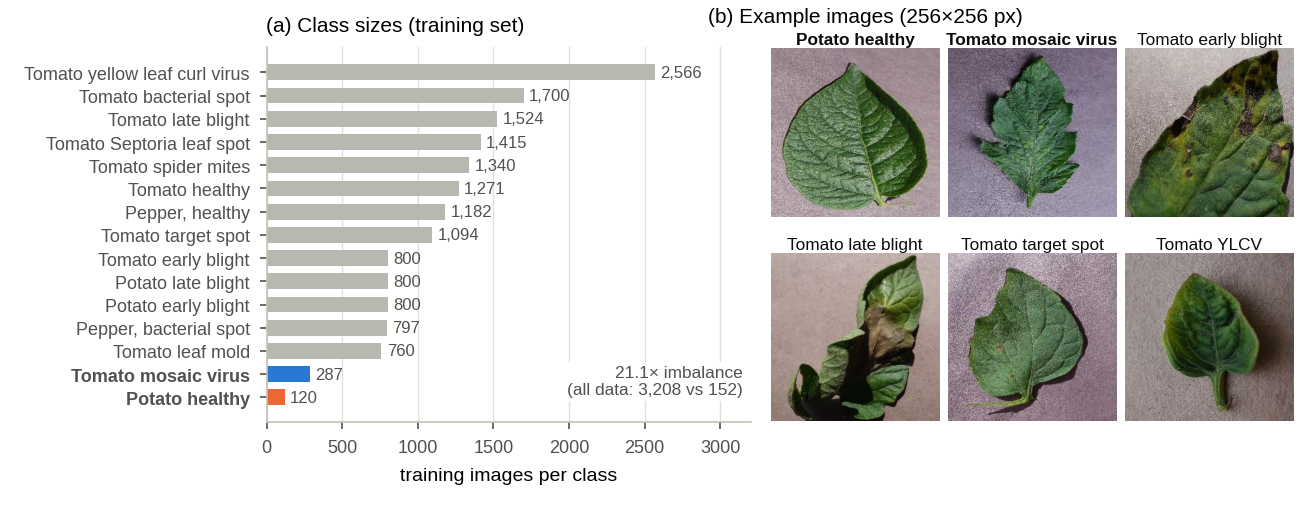 (a) Class sizes (training set)
Tomato yellow leaf curl virus 2,566
Tomato bacterial spot 1,700
Tomato late blight 1,524
Tomato Septoria leaf spot 1,415
Tomato spider mites 1,340
Tomato healthy 1,271
Pepper, healthy 1,182
Tomato target spot 1,094
Tomato early blight 800
Potato late blight 800
Potato early blight 800
Pepper, bacterial spot 797
Tomato leaf mold 760
Tomato mosaic virus 287
Potato healthy 120
21.1× imbalance
(all data: 3,208 vs 152)
0 500 1000 1500 2000 2500 3000
training images per class
(b) Example images (256×256 px)
Potato healthy Tomato mosaic virus Tomato early blight
Tomato late blight Tomato target spot Tomato YLCV